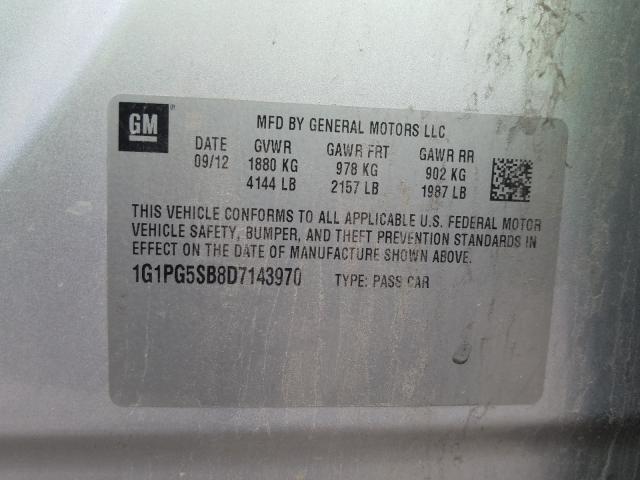 GM
MFD BY GENERAL MOTORS LLC
DATE GVWR GAWR FRT GAWR RR
09/12 1880 KG 978 KG 902 KG
4144 LB 2157 LB 1987 LB
THIS VEHICLE CONFORMS TO ALL APPLICABLE U.S. FEDERAL MOTOR
VEHICLE SAFETY, BUMPER, AND THEFT PREVENTION STANDARDS IN
EFFECT ON THE DATE OF MANUFACTURE SHOWN ABOVE.
1G1PG5SB8D7143970 TYPE: PASS CAR